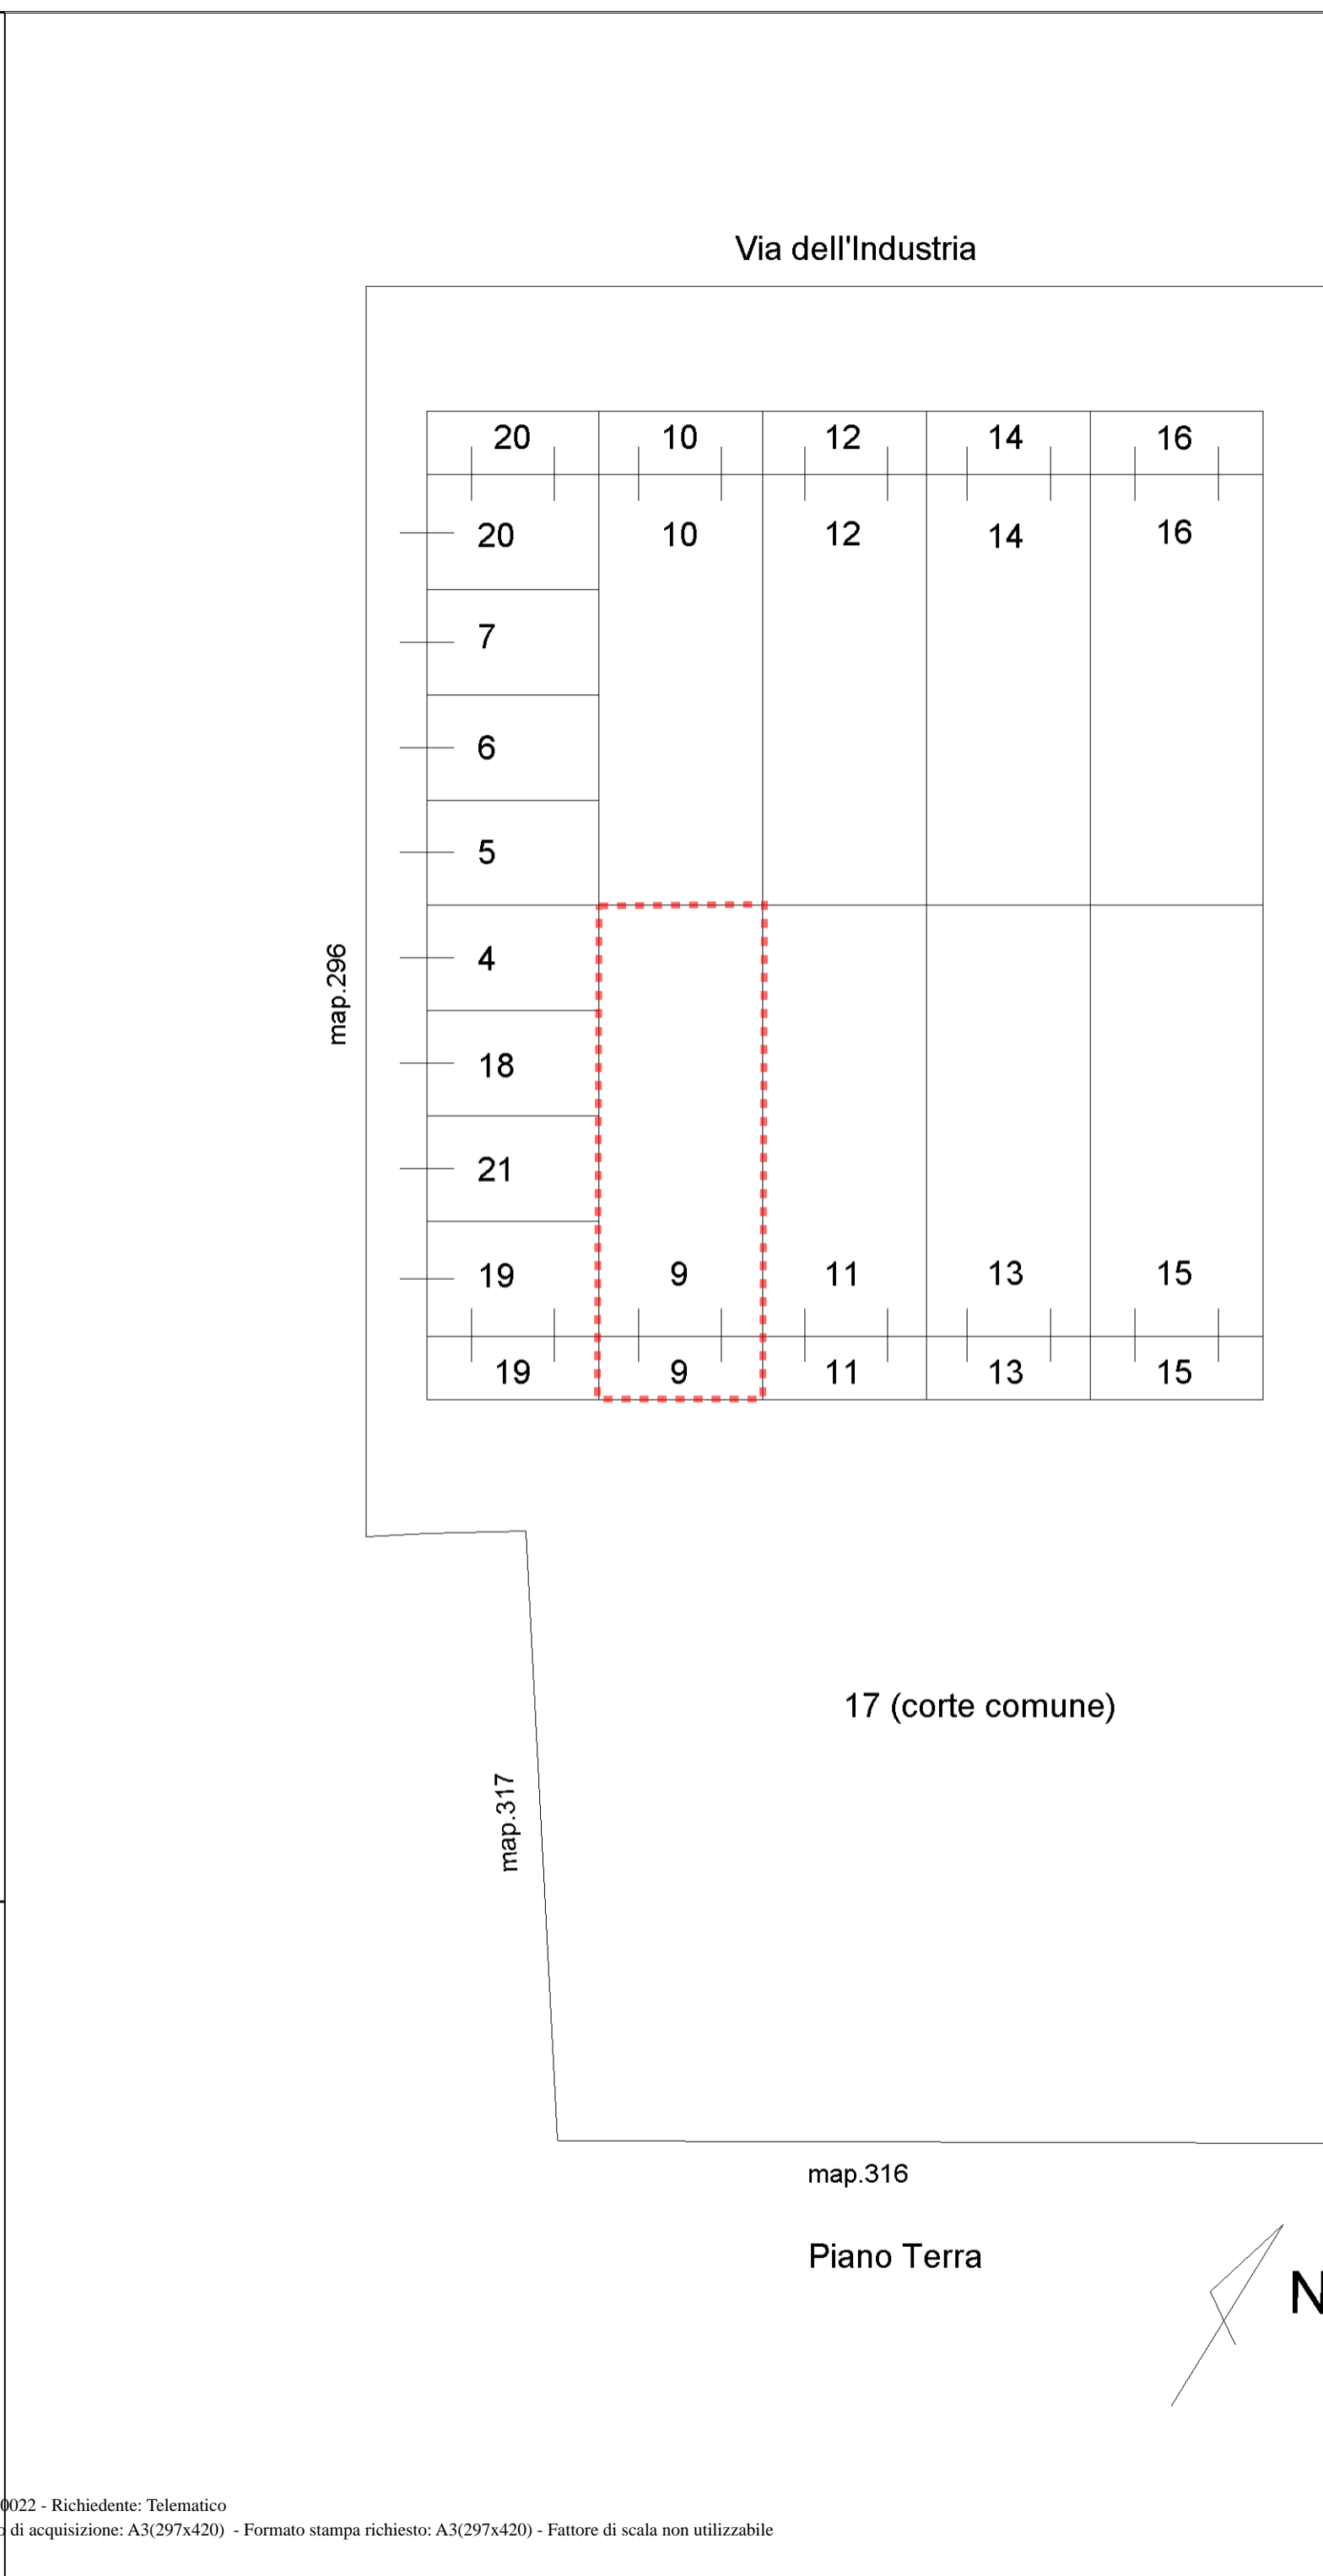 Via dell'Industria
20 10 12 14 16
20 10 12 14 16
7
6
5
4
map.296
18
21
19 9 11 13 15
19 9 11 13 15
17 (corte comune)
map.317
map.316
Piano Terra
N
0022 - Richiedente: Telematico
di acquisizione: A3(297x420) - Formato stampa richiesto: A3(297x420) - Fattore di scala non utilizzabile